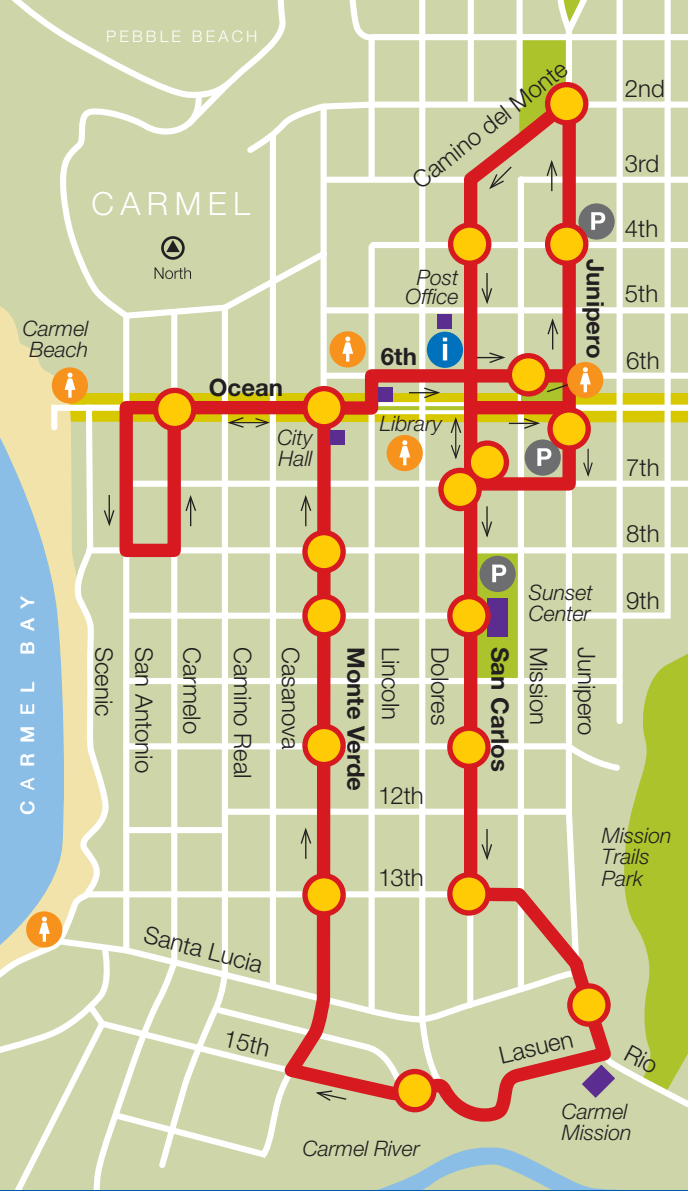 PEBBLE BEACH
2nd
Camino del Monte
3rd
CARMEL
P
4th
North
Post
Office
Junipero
5th
Carmel
Beach
i
6th
6th
Ocean
City
Hall
Library
P
7th
8th
P
Sunset
Center
9th
CARMEL BAY
Scenic
San Antonio
Carmelo
Camino Real
Casanova
Monte Verde
Lincoln
Dolores
San Carlos
Mission
Junipero
12th
Mission
Trails
Park
13th
Santa Lucia
15th
Lasuen
Rio
Carmel
Mission
Carmel River